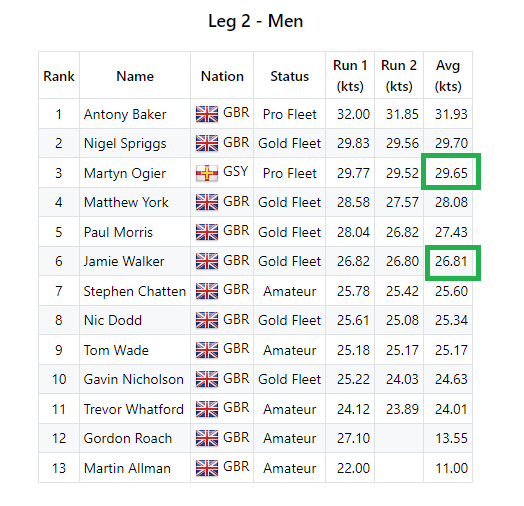 Leg 2 - Men
Rank Name Nation Status Run 1 (kts) Run 2 (kts) Avg (kts)
1 Antony Baker GBR Pro Fleet 32.00 31.85 31.93
2 Nigel Spriggs GBR Gold Fleet 29.83 29.56 29.70
3 Martyn Ogier GSY Pro Fleet 29.77 29.52 29.65
4 Matthew York GBR Gold Fleet 28.58 27.57 28.08
5 Paul Morris GBR Gold Fleet 28.04 26.82 27.43
6 Jamie Walker GBR Gold Fleet 26.82 26.80 26.81
7 Stephen Chatten GBR Amateur 25.78 25.42 25.60
8 Nic Dodd GBR Gold Fleet 25.61 25.08 25.34
9 Tom Wade GBR Amateur 25.18 25.17 25.17
10 Gavin Nicholson GBR Gold Fleet 25.22 24.03 24.63
11 Trevor Whatford GBR Amateur 24.12 23.89 24.01
12 Gordon Roach GBR Amateur 27.10 13.55
13 Martin Allman GBR Amateur 22.00 11.00